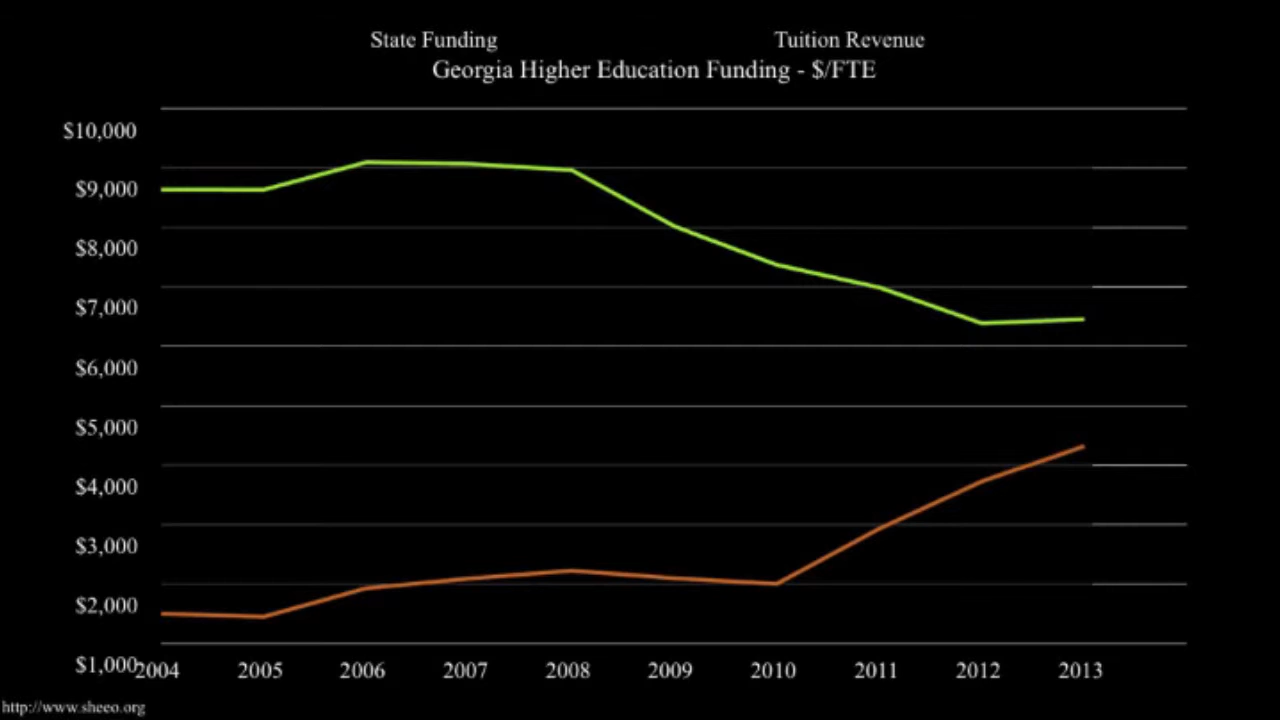 State Funding Tuition Revenue
Georgia Higher Education Funding - $/FTE
$10,000
$9,000
$8,000
$7,000
$6,000
$5,000
$4,000
$3,000
$2,000
$1,000
2004 2005 2006 2007 2008 2009 2010 2011 2012 2013
http://www.sheeo.org